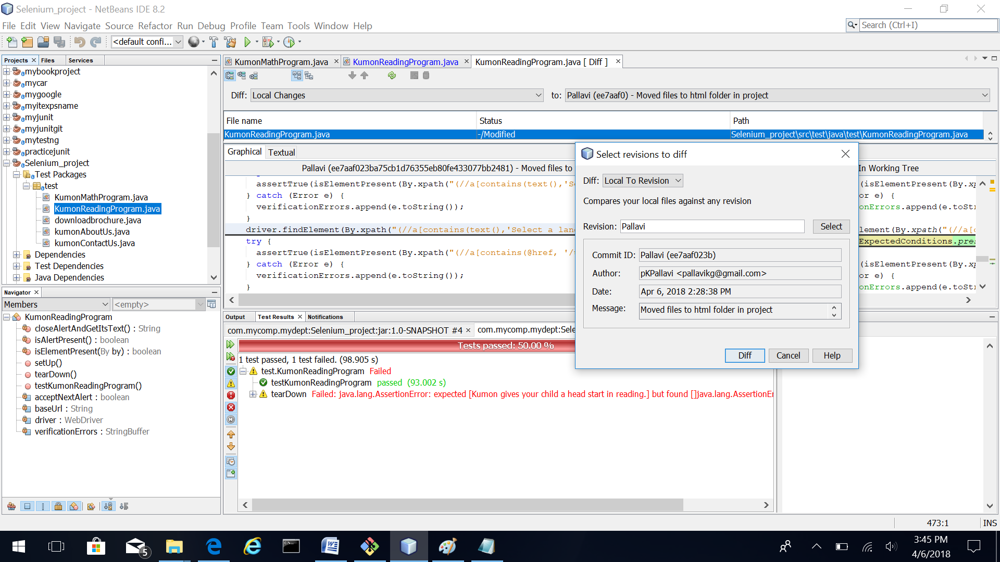 Selenium_project - NetBeans IDE 8.2
File Edit View Navigate Source Refactor Run Debug Profile Team Tools Window Help
Search (Ctrl+I)
<default confi...
Projects
Files
Services
mybookproject
mycar
mygoogle
myitexpsname
myjunit
myjunitgit
mytestng
practicejunit
Selenium_project
Test Packages
test
KumonMathProgram.java
KumonReadingProgram.java
downloadbrochure.java
kumonAboutUs.java
kumonContactUs.java
Dependencies
Test Dependencies
Java Dependencies
Navigator
Members
<empty>
KumonReadingProgram
closeAlertAndGetItsText() : String
isAlertPresent() : boolean
isElementPresent(By by) : boolean
setUp()
tearDown()
testKumonReadingProgram()
acceptNextAlert : boolean
baseUrl : String
driver : WebDriver
verificationErrors : StringBuffer
KumonMathProgram.java
KumonReadingProgram.java
KumonReadingProgram.java [ Diff ]
Diff: Local Changes
to: Pallavi (ee7aaf0) - Moved files to html folder in project
File name Status Path
KumonReadingProgram.java -/Modified Selenium_project\src\test\java\test\KumonReadingProgram.java
Graphical Textual
Pallavi (ee7aaf023ba75cb1d76355eb80fe433077bb2481) - Moved files to
In Working Tree
assertTrue(isElementPresent(By.xpath("(//a[contains(text(),'S
} catch (Error e) {
verificationErrors.append(e.toString());
}
driver.findElement(By.xpath("(//a[contains(text(),'Select a lan
try {
assertTrue(isElementPresent(By.xpath("(//a[contains(@href, '/
} catch (Error e) {
verificationErrors.append(e.toString());
}
(isElementPresent(By.xp
or e) {
onErrors.append(e.toStr
lement(By.xpath("(//a[c
ExpectedConditions.pres
(isElementPresent(By.xp
or e) {
onErrors.append(e.toStr
Select revisions to diff
Diff: Local To Revision
Compares your local files against any revision
Revision: Pallavi
Select
Commit ID: Pallavi (ee7aaf023b)
Author: pKPallavi <pallavikg@gmail.com>
Date: Apr 6, 2018 2:28:38 PM
Message: Moved files to html folder in project
Diff Cancel Help
Output
Test Results
Notifications
com.mycomp.mydept:Selenium_project:jar:1.0-SNAPSHOT #4
com.mycomp.mydept:Sele
Tests passed: 50.00 %
1 test passed, 1 test failed. (98.905 s)
test.KumonReadingProgram Failed
testKumonReadingProgram passed (93.002 s)
tearDown Failed: java.lang.AssertionError: expected [Kumon gives your child a head start in reading.] but found []java.lang.AssertionEr
473:1
INS
5
3:45 PM
4/6/2018